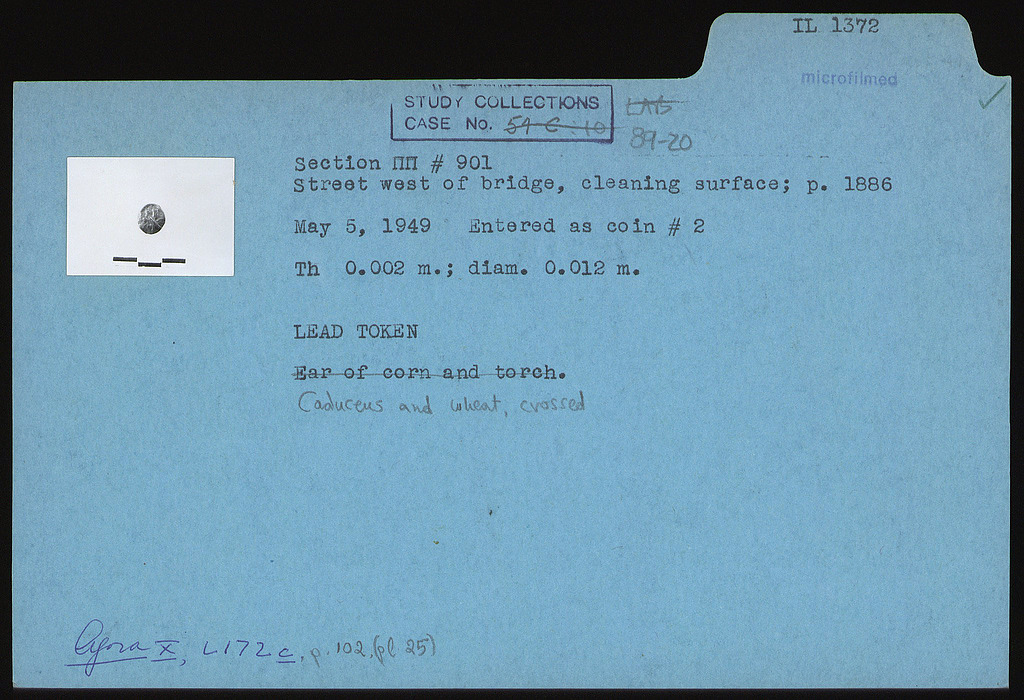 IL 1372
microfilmed
STUDY COLLECTIONS
CASE No. 54 C - 10
LAB
89-20
Section ΠΠ # 901
Street west of bridge, cleaning surface; p. 1886
May 5, 1949 Entered as coin # 2
Th 0.002 m.; diam. 0.012 m.
LEAD TOKEN
Ear of corn and torch.
Caduceus and wheat, crossed
Agora X, L172 c, p. 102, (pl 25)